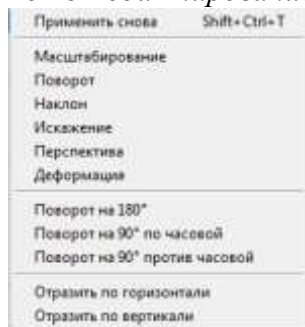 Применить снова Shift+Ctrl+T
Масштабирование
Поворот
Наклон
Искажение
Перспектива
Деформация
Поворот на 180°
Поворот на 90° по часовой
Поворот на 90° против часовой
Отразить по горизонтали
Отразить по вертикали